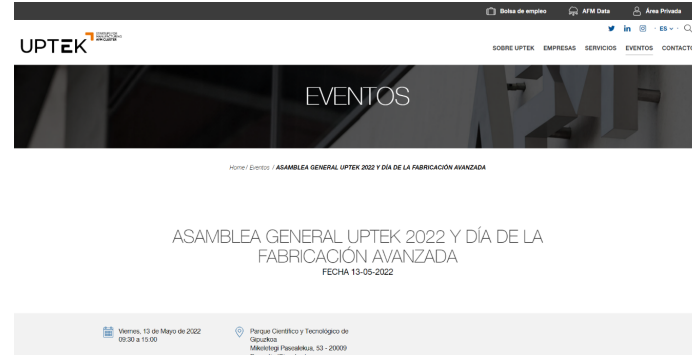 Bolsa de empleo AFM Data Área Privada
ES
UPTEK
SOBRE UPTEK EMPRESAS SERVICIOS EVENTOS CONTACTO
EVENTOS
Home / Eventos / ASAMBLEA GENERAL UPTEK 2022 Y DÍA DE LA FABRICACIÓN AVANZADA
ASAMBLEA GENERAL UPTEK 2022 Y DÍA DE LA
FABRICACIÓN AVANZADA
FECHA 13-05-2022
Viernes, 13 de Mayo de 2022
09:30 a 15:00
Parque Científico y Tecnológico de
Gipuzkoa
Mikeletegi Pasealekua, 53 - 20009